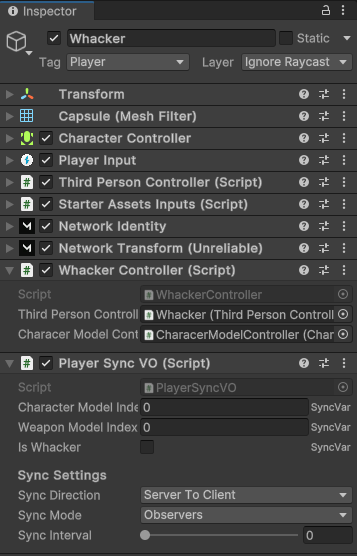 Inspector
Whacker Static
Tag Player Layer Ignore Raycast
Transform
Capsule (Mesh Filter)
Character Controller
Player Input
Third Person Controller (Script)
Starter Assets Inputs (Script)
Network Identity
Network Transform (Unreliable)
Whacker Controller (Script)
Script WhackerController
Third Person Controll Whacker (Third Person Controll
Characer Model Cont CharacerModelController (Char
Player Sync VO (Script)
Script PlayerSyncVO
Character Model Inde 0 SyncVar
Weapon Model Index 0 SyncVar
Is Whacker SyncVar
Sync Settings
Sync Direction Server To Client
Sync Mode Observers
Sync Interval 0